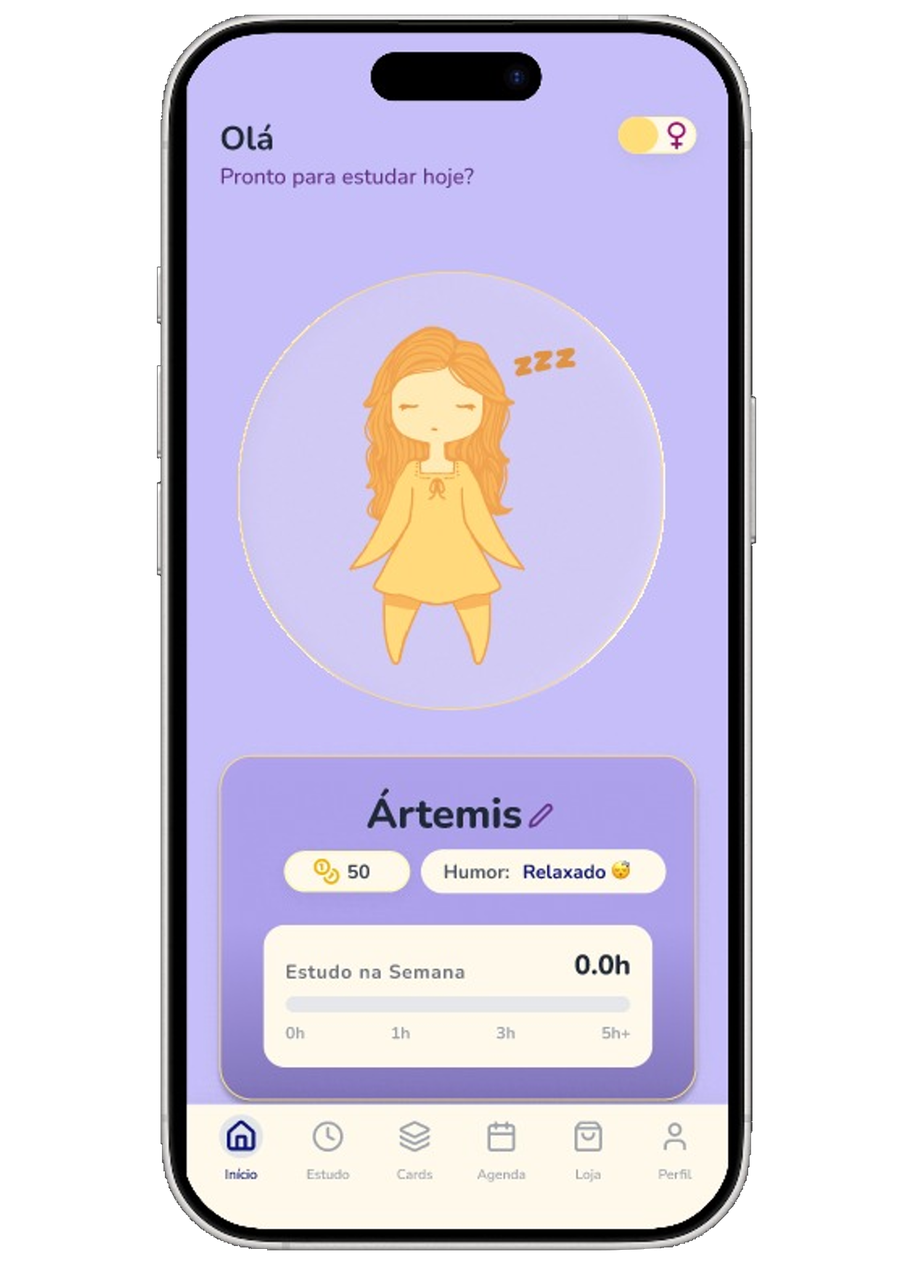 Olá
Pronto para estudar hoje?
zzz
Ártemis
50
Humor: Relaxado
Estudo na Semana
0.0h
0h 1h 3h 5h+
Início Estudo Cards Agenda Loja Perfil